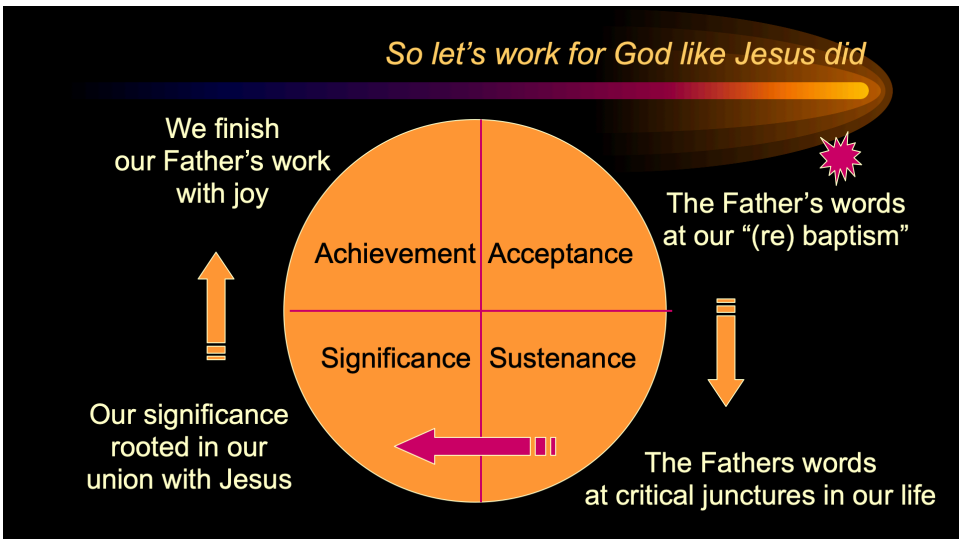 So let’s work for God like Jesus did
We finish
our Father’s work
with joy
The Father’s words
at our “(re) baptism”
Achievement
Acceptance
Significance
Sustenance
Our significance
rooted in our
union with Jesus
The Fathers words
at critical junctures in our life